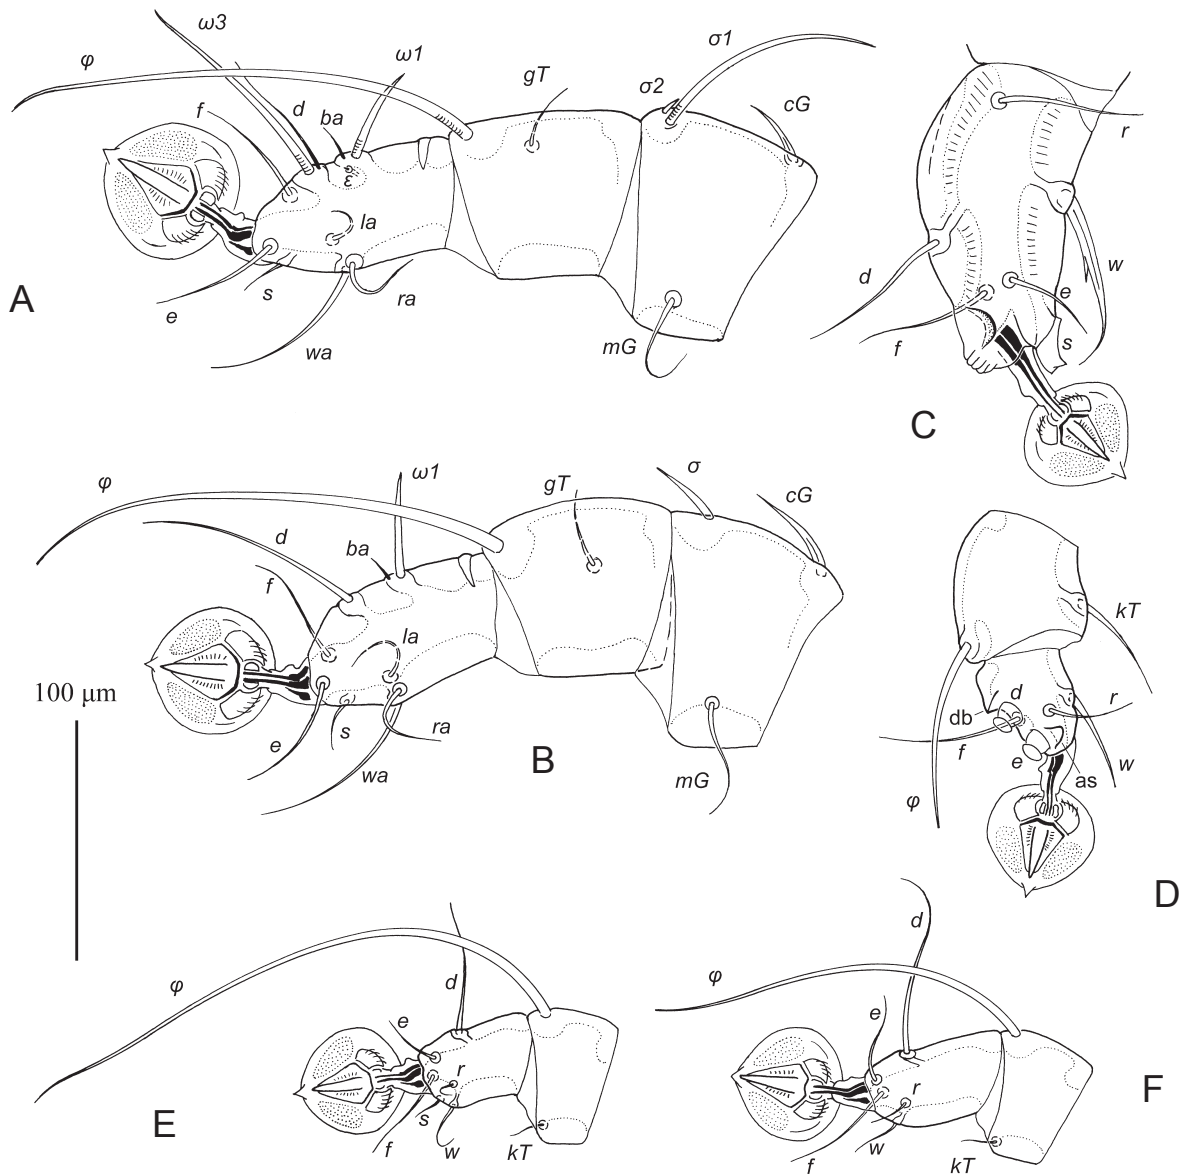 ω3
φ
ω1
gT
σ1
σ2
cG
f
d
ba
ε
la
s
ra
e
wa
mG
A
r
d
w
e
f
s
C
φ
ω1
gT
σ
cG
d
ba
f
la
e
s
ra
wa
mG
B
100 μm
kT
d
r
db
f
e
w
as
φ
D
φ
d
e
r
s
f
w
kT
E
φ
d
e
r
f
w
kT
F